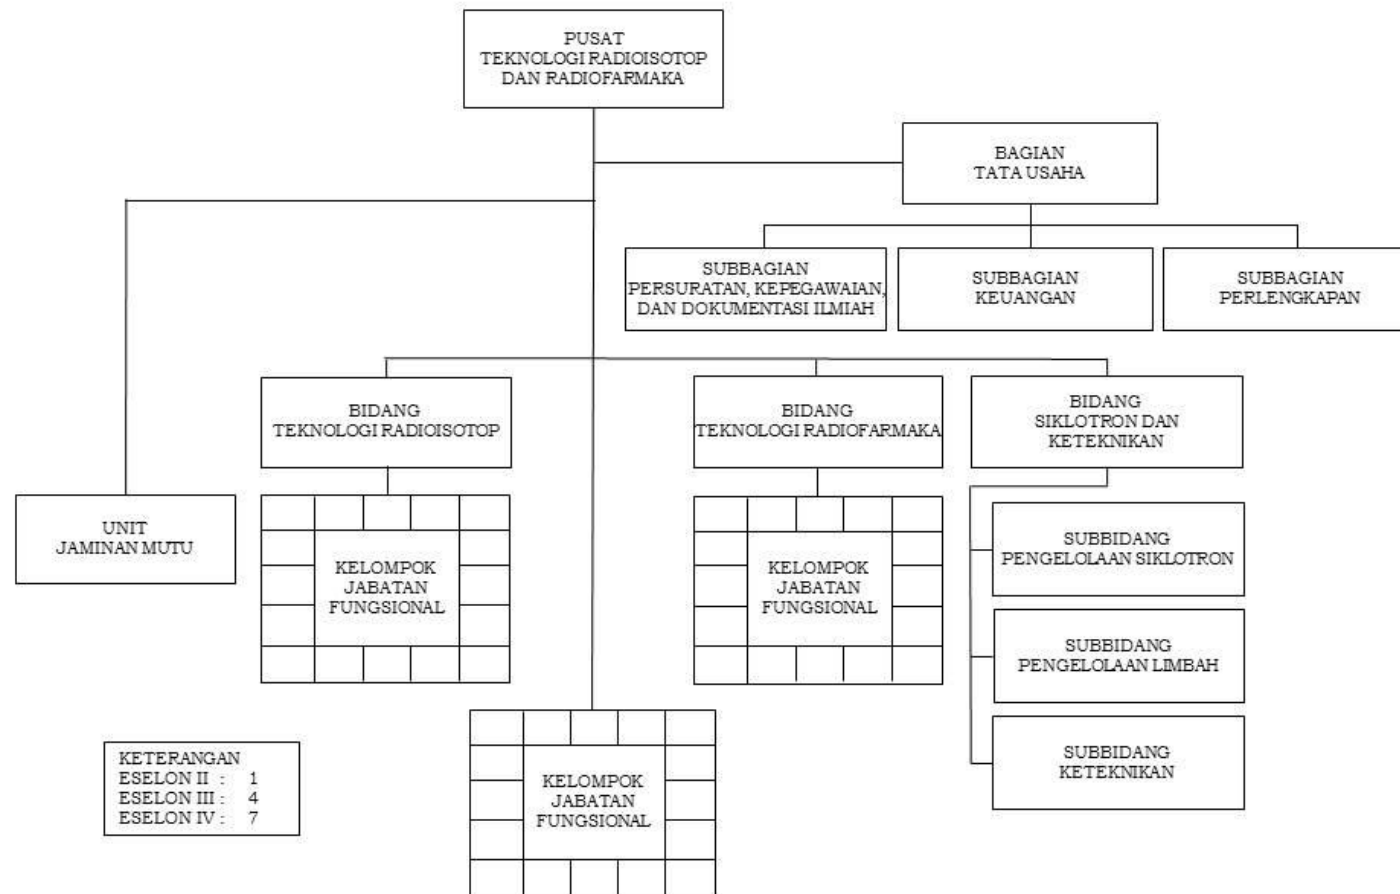 PUSAT
TEKNOLOGI RADIOISOTOP
DAN RADIOFARMAKA
BAGIAN
TATA USAHA
SUBBAGIAN
PERSURATAN, KEPEGAWAIAN,
DAN DOKUMENTASI ILMIAH
SUBBAGIAN
KEUANGAN
SUBBAGIAN
PERLENGKAPAN
BIDANG
TEKNOLOGI RADIOISOTOP
BIDANG
TEKNOLOGI RADIOFARMAKA
BIDANG
SIKLOTRON DAN
KETEKNIKAN
UNIT
JAMINAN MUTU
KELOMPOK
JABATAN
FUNGSIONAL
KELOMPOK
JABATAN
FUNGSIONAL
SUBBIDANG
PENGELOLAAN SIKLOTRON
SUBBIDANG
PENGELOLAAN LIMBAH
SUBBIDANG
KETEKNIKAN
KELOMPOK
JABATAN
FUNGSIONAL
KETERANGAN
ESELON II : 1
ESELON III : 4
ESELON IV : 7